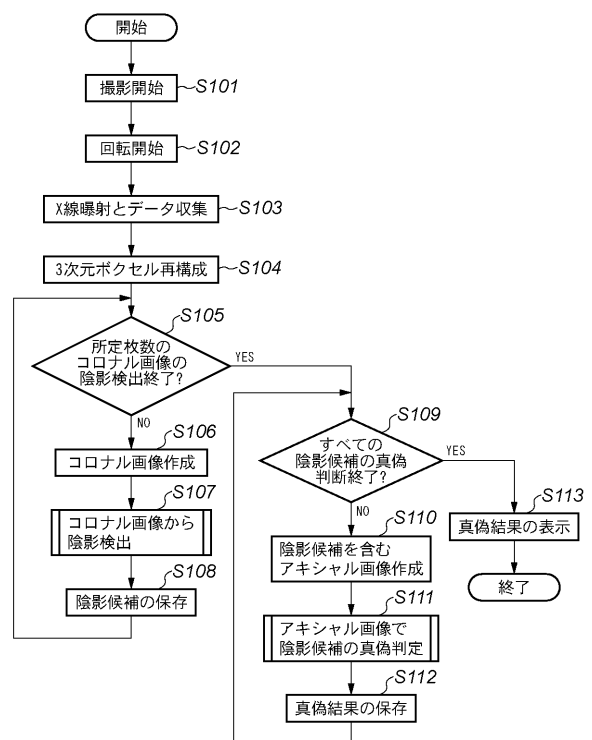 開始
撮影開始 S101
回転開始 S102
X線曝射とデータ収集 S103
3次元ボクセル再構成 S104
S105
所定枚数の
コロナル画像の
陰影検出終了?
YES
NO
S106
コロナル画像作成
S107
コロナル画像から
陰影検出
S108
陰影候補の保存
S109
すべての
陰影候補の真偽
判断終了?
YES
NO
S110
陰影候補を含む
アキシャル画像作成
S111
アキシャル画像で
陰影候補の真偽判定
S112
真偽結果の保存
S113
真偽結果の表示
終了